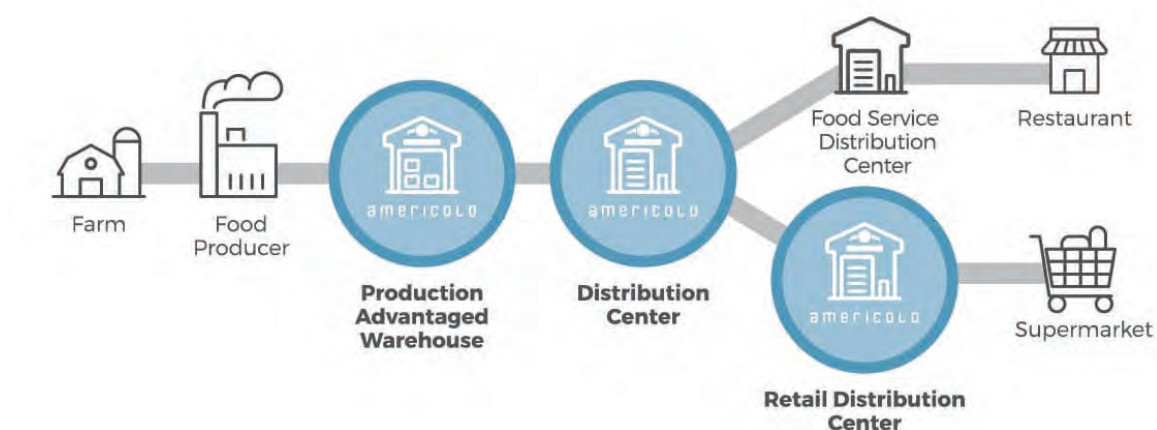 Farm
Food
Producer
americold
Production
Advantaged
Warehouse
americold
Distribution
Center
Food Service
Distribution
Center
Restaurant
americold
Retail Distribution
Center
Supermarket